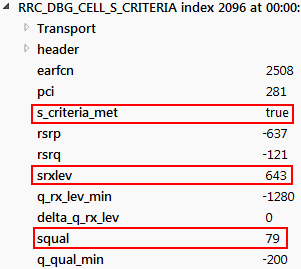 RRC_DBG_CELL_S_CRITERIA index 2096 at 00:00:
Transport
header
earfcn 2508
pci 281
s_criteria_met true
rsrp -637
rsrq -121
srxlev 643
q_rx_lev_min -1280
delta_q_rx_lev 0
squal 79
q_qual_min -200